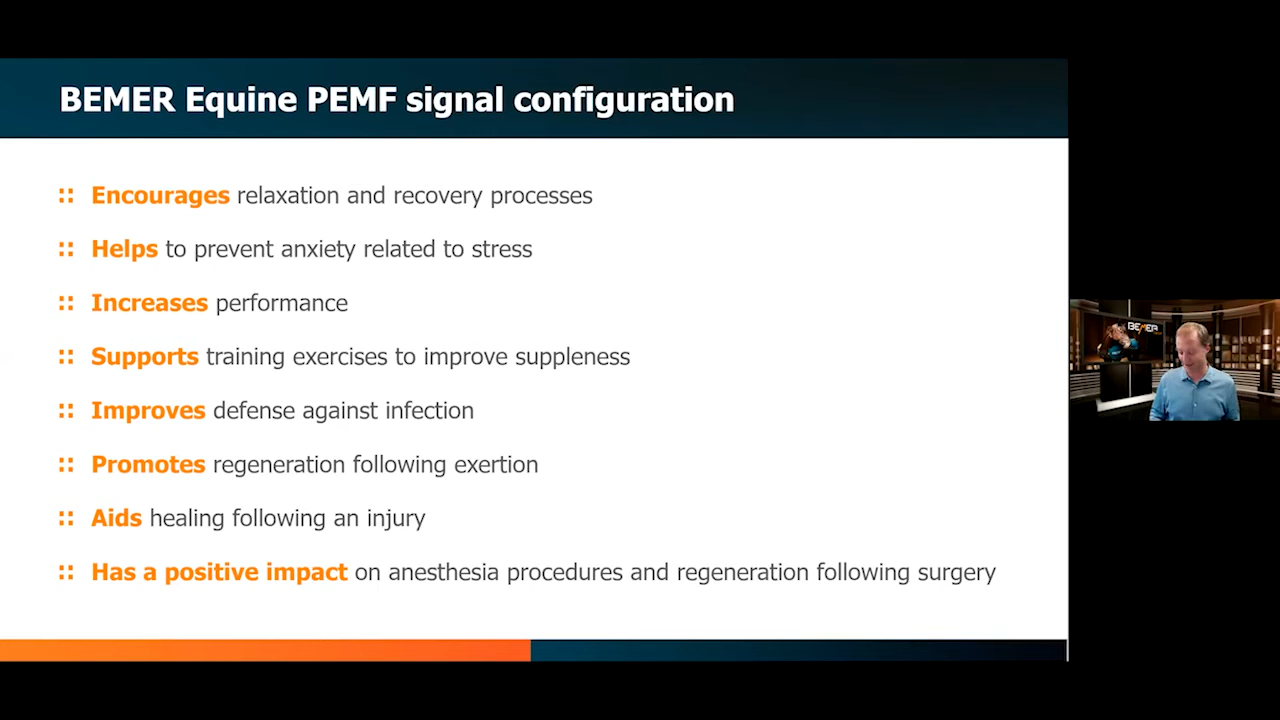 BEMER Equine PEMF signal configuration
Encourages relaxation and recovery processes
Helps to prevent anxiety related to stress
Increases performance
Supports training exercises to improve suppleness
Improves defense against infection
Promotes regeneration following exertion
Aids healing following an injury
Has a positive impact on anesthesia procedures and regeneration following surgery
BEMER